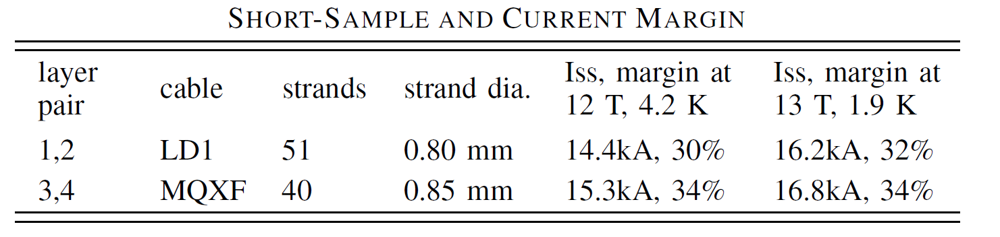 SHORT-SAMPLE AND CURRENT MARGIN
layer pair cable strands strand dia. Iss, margin at 12 T, 4.2 K Iss, margin at 13 T, 1.9 K
1,2 LD1 51 0.80 mm 14.4kA, 30% 16.2kA, 32%
3,4 MQXF 40 0.85 mm 15.3kA, 34% 16.8kA, 34%